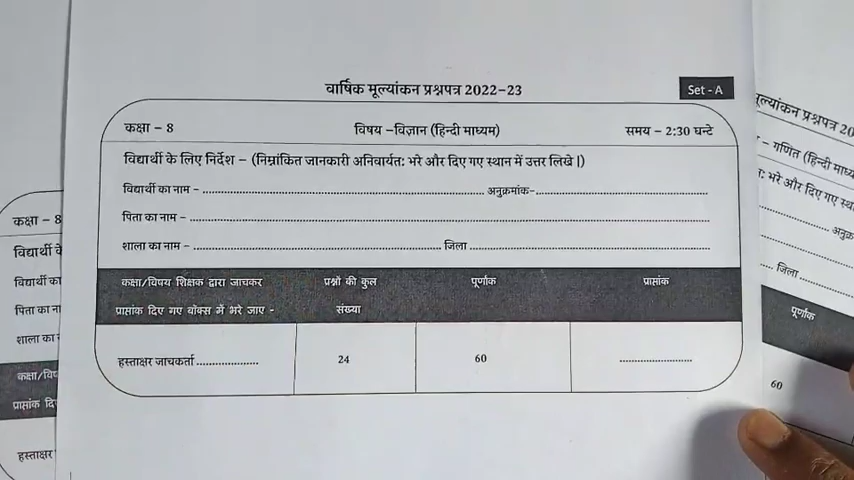 वार्षिक मूल्यांकन प्रश्नपत्र 2022-23
Set - A
कक्षा – 8 विषय –विज्ञान (हिन्दी माध्यम) समय – 2:30 घन्टे
विद्यार्थी के लिए निर्देश – (निम्नांकित जानकारी अनिवार्यत: भरे और दिए गए स्थान में उत्तर लिखे |)
विद्यार्थी का नाम – ........................ अनुक्रमांक–........................
पिता का नाम – ........................
शाला का नाम – ........................ जिला ........................
कक्षा/विषय शिक्षक द्वारा जाचकर प्रश्नों की कुल पूर्णांक प्राप्तांक
प्राप्तांक दिए गए वॉक्स में भरे जाए - संख्या
हस्ताक्षर जाचकर्ता .................. 24 60 ..................
कक्षा – 8
विद्यार्थी के
विद्यार्थी का
पिता का
शाला का
कक्षा/
प्राप्तांक
हस्ताक्षर
मूल्यांकन प्रश्नपत्र 20
– गणित (हिन्दी
भरे और दिए गए
जिला
पूर्णांक
60